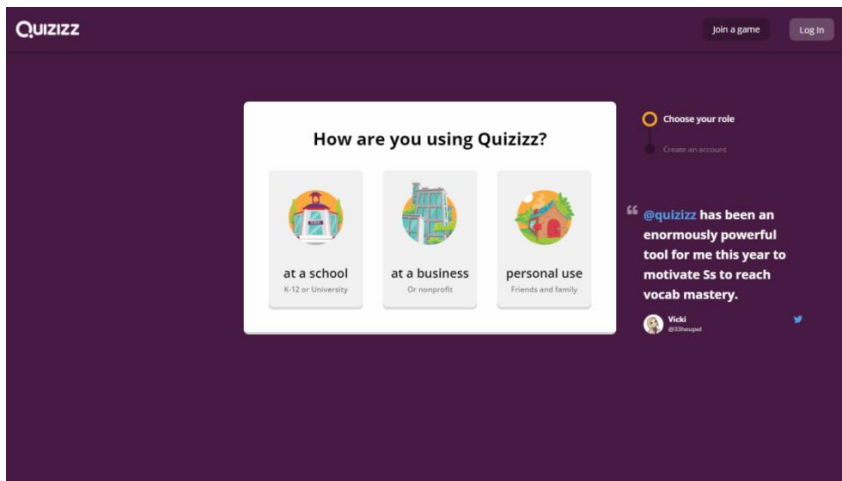 Quizizz
Join a game
Log in
How are you using Quizizz?
at a school
K-12 or University
at a business
Or nonprofit
personal use
Friends and family
Choose your role
Create an account
“ @quizizz has been an
enormously powerful
tool for me this year to
motivate Ss to reach
vocab mastery.
Vicki